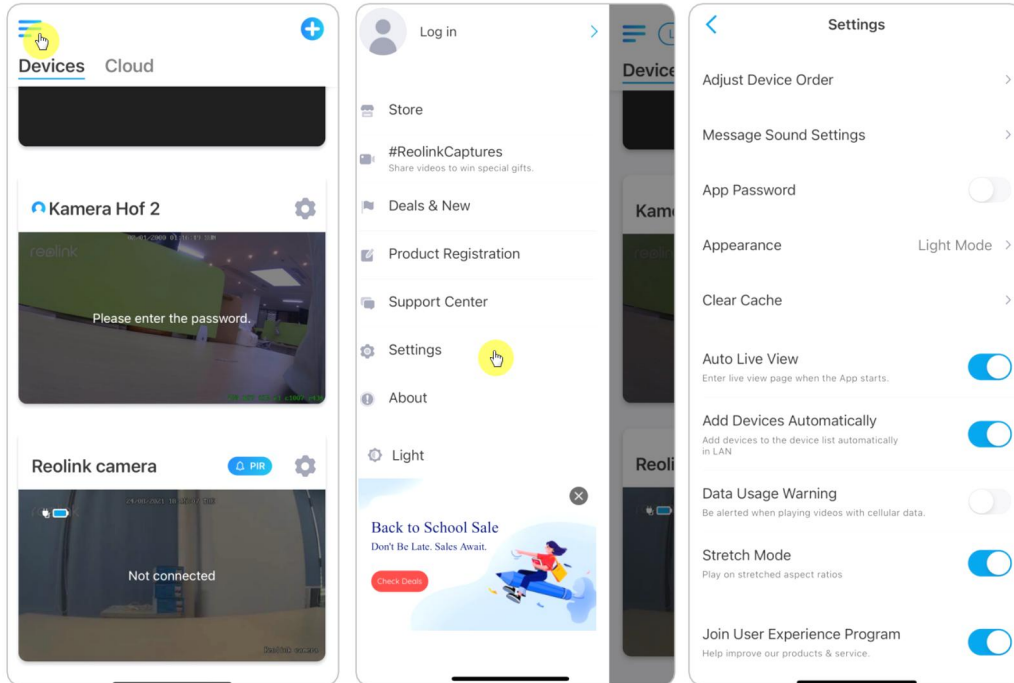 Devices Cloud
Kamera Hof 2
reolink
Please enter the password.
Reolink camera
PIR
Not connected
Reolink camera
Log in
Store
#ReolinkCaptures
Share videos to win special gifts.
Deals & New
Product Registration
Support Center
Settings
About
Light
Back to School Sale
Don't Be Late. Sales Await.
Check Deals
L
Device
Kam
Reoli
Settings
Adjust Device Order
Message Sound Settings
App Password
Appearance Light Mode
Clear Cache
Auto Live View
Enter live view page when the App starts.
Add Devices Automatically
Add devices to the device list automatically
in LAN
Data Usage Warning
Be alerted when playing videos with cellular data.
Stretch Mode
Play on stretched aspect ratios
Join User Experience Program
Help improve our products & service.